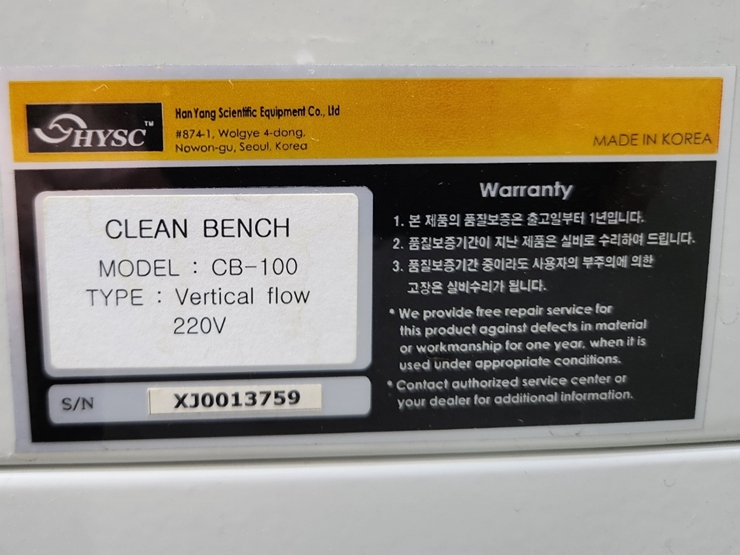 HYSC™
Han Yang Scientific Equipment Co., Ltd
#874-1, Wolgye 4-dong,
Nowon-gu, Seoul, Korea
MADE IN KOREA
CLEAN BENCH
MODEL : CB-100
TYPE : Vertical flow
220V
S/N
XJ0013759
Warranty
1. 본 제품의 품질보증은 출고일부터 1년입니다.
2. 품질보증기간이 지난 제품은 실비로 수리하여 드립니다.
3. 품질보증기간 중이라도 사용자의 부주의에 의한
고장은 실비수리가 됩니다.
* We provide free repair service for
this product against defects in material
or workmanship for one year, when it is
used under appropriate conditions.
* Contact authorized service center or
your dealer for additional information.